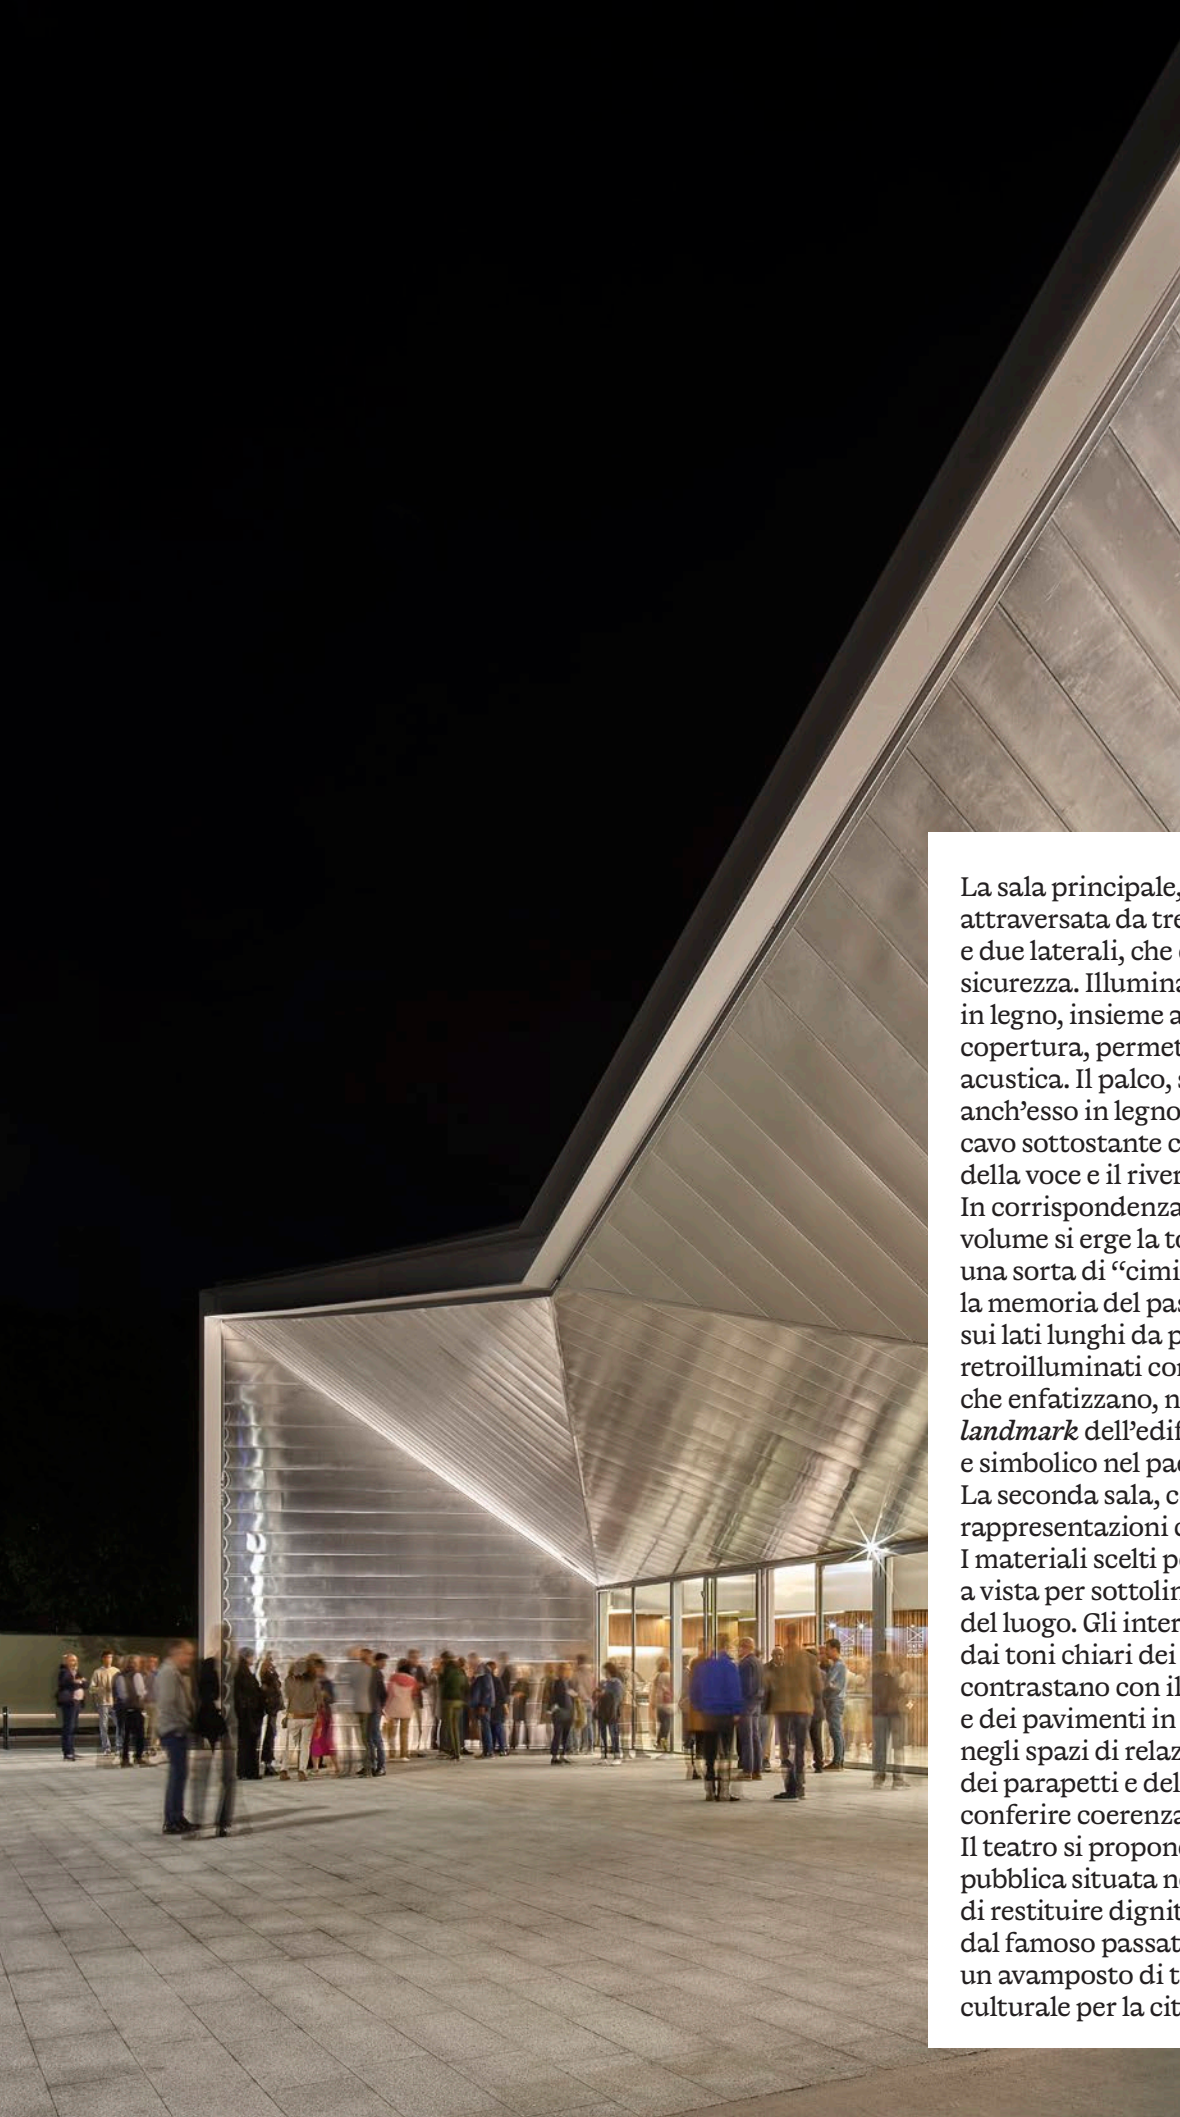 La sala principale,
attraversata da tre
e due laterali, che
sicurezza. Illumina
in legno, insieme a
copertura, permet
acustica. Il palco, s
anch’esso in legno
cavo sottostante c
della voce e il river
In corrispondenza
volume si erge la to
una sorta di “cimi
la memoria del pas
sui lati lunghi da p
retroilluminati con
che enfatizzano, n
landmark dell’edif
e simbolico nel pae
La seconda sala, c
rappresentazioni d
I materiali scelti pe
a vista per sottolin
del luogo. Gli inter
dai toni chiari dei
contrastano con il
e dei pavimenti in
negli spazi di relaz
dei parapetti e del
conferire coerenza
Il teatro si propone
pubblica situata ne
di restituire dignit
dal famoso passat
un avamposto di t
culturale per la cit